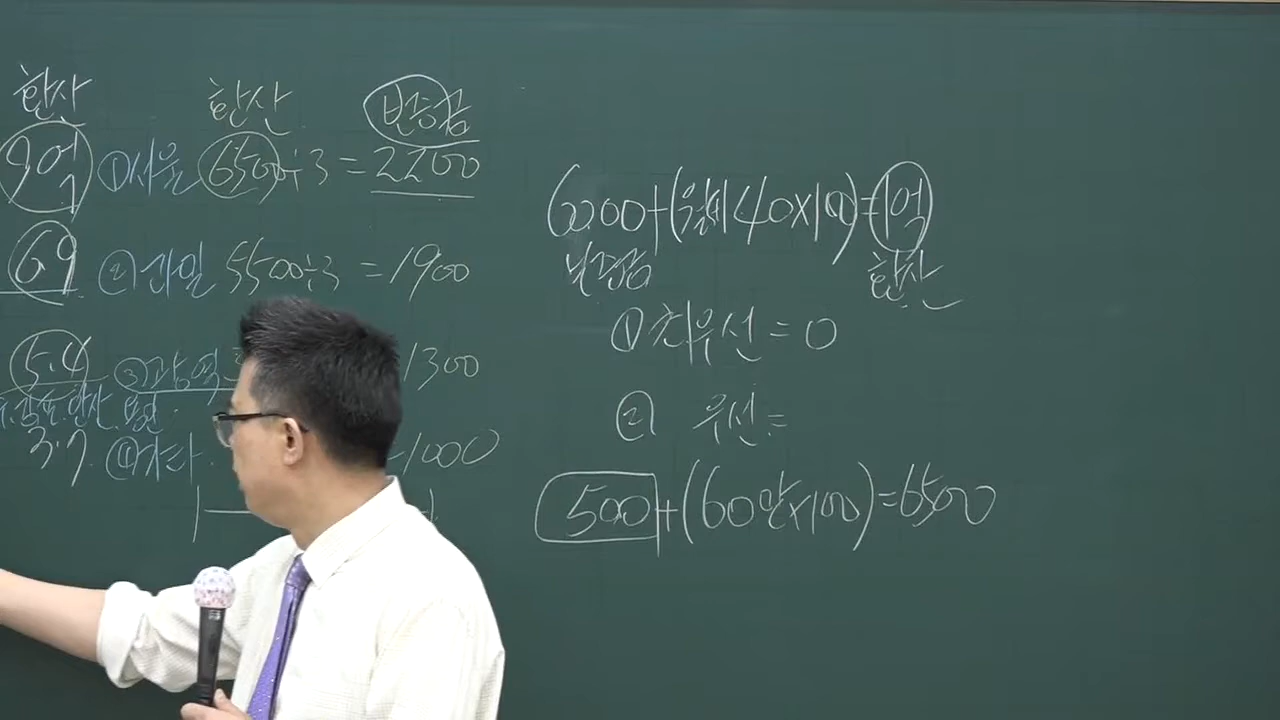 환산 환산 보증금
9억 1 ①서울 6500÷3 = 2200
6.9 ②과밀 5500÷3 = 1900
5.4 ③광역 1300
안산
3.7 ④기타 =1000
6000+(월세40×100)=1억
보증금 환산
①최우선=0
② 우선=
500+(60만×100)=6500